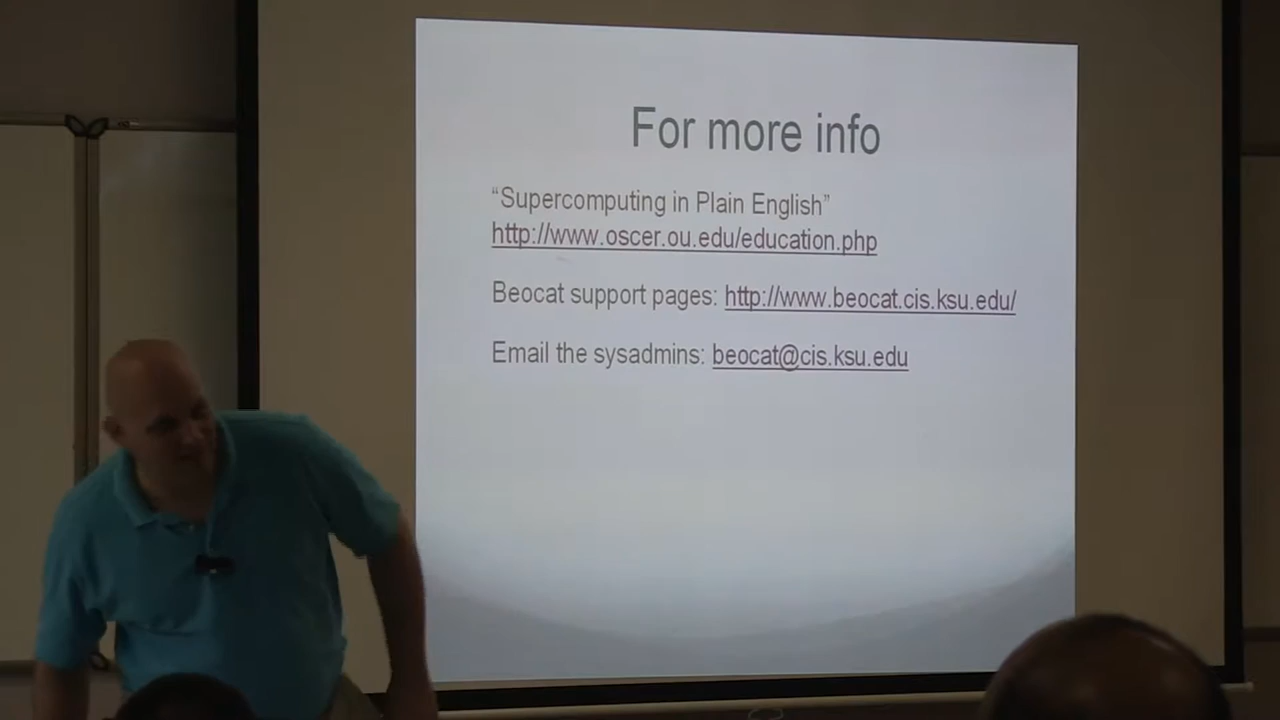 For more info
“Supercomputing in Plain English”
http://www.oscer.ou.edu/education.php
Beocat support pages: http://www.beocat.cis.ksu.edu/
Email the sysadmins: beocat@cis.ksu.edu